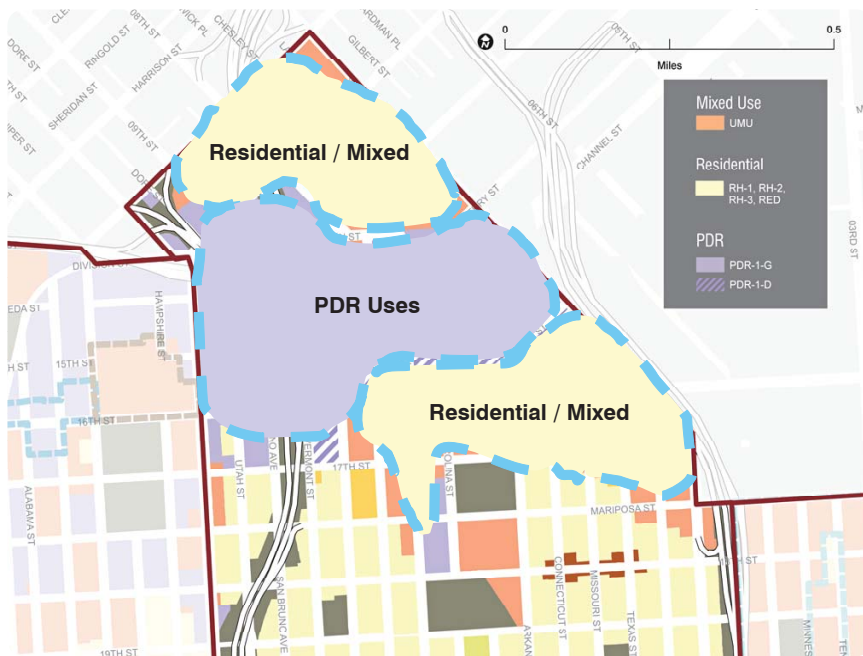 08TH ST
CHESLEY ST
GILBERT ST
DORE ST
RINGOLD ST
HARRISON ST
SHERIDAN ST
09TH ST
0
0.5
Miles
05TH ST
06TH ST
CHANNEL ST
03RD ST
Mixed Use
UMU
Residential
RH-1, RH-2,
RH-3, RED
PDR
PDR-1-G
PDR-1-D
Residential / Mixed
DIVISION ST
HAMPSHIRE ST
PDR Uses
15TH ST
16TH ST
Residential / Mixed
ALABAMA ST
UTAH ST
17TH ST
MARIPOSA ST
SAN BRUNO AVE
CONNECTICUT ST
MISSOURI ST
TEXAS ST
19TH ST